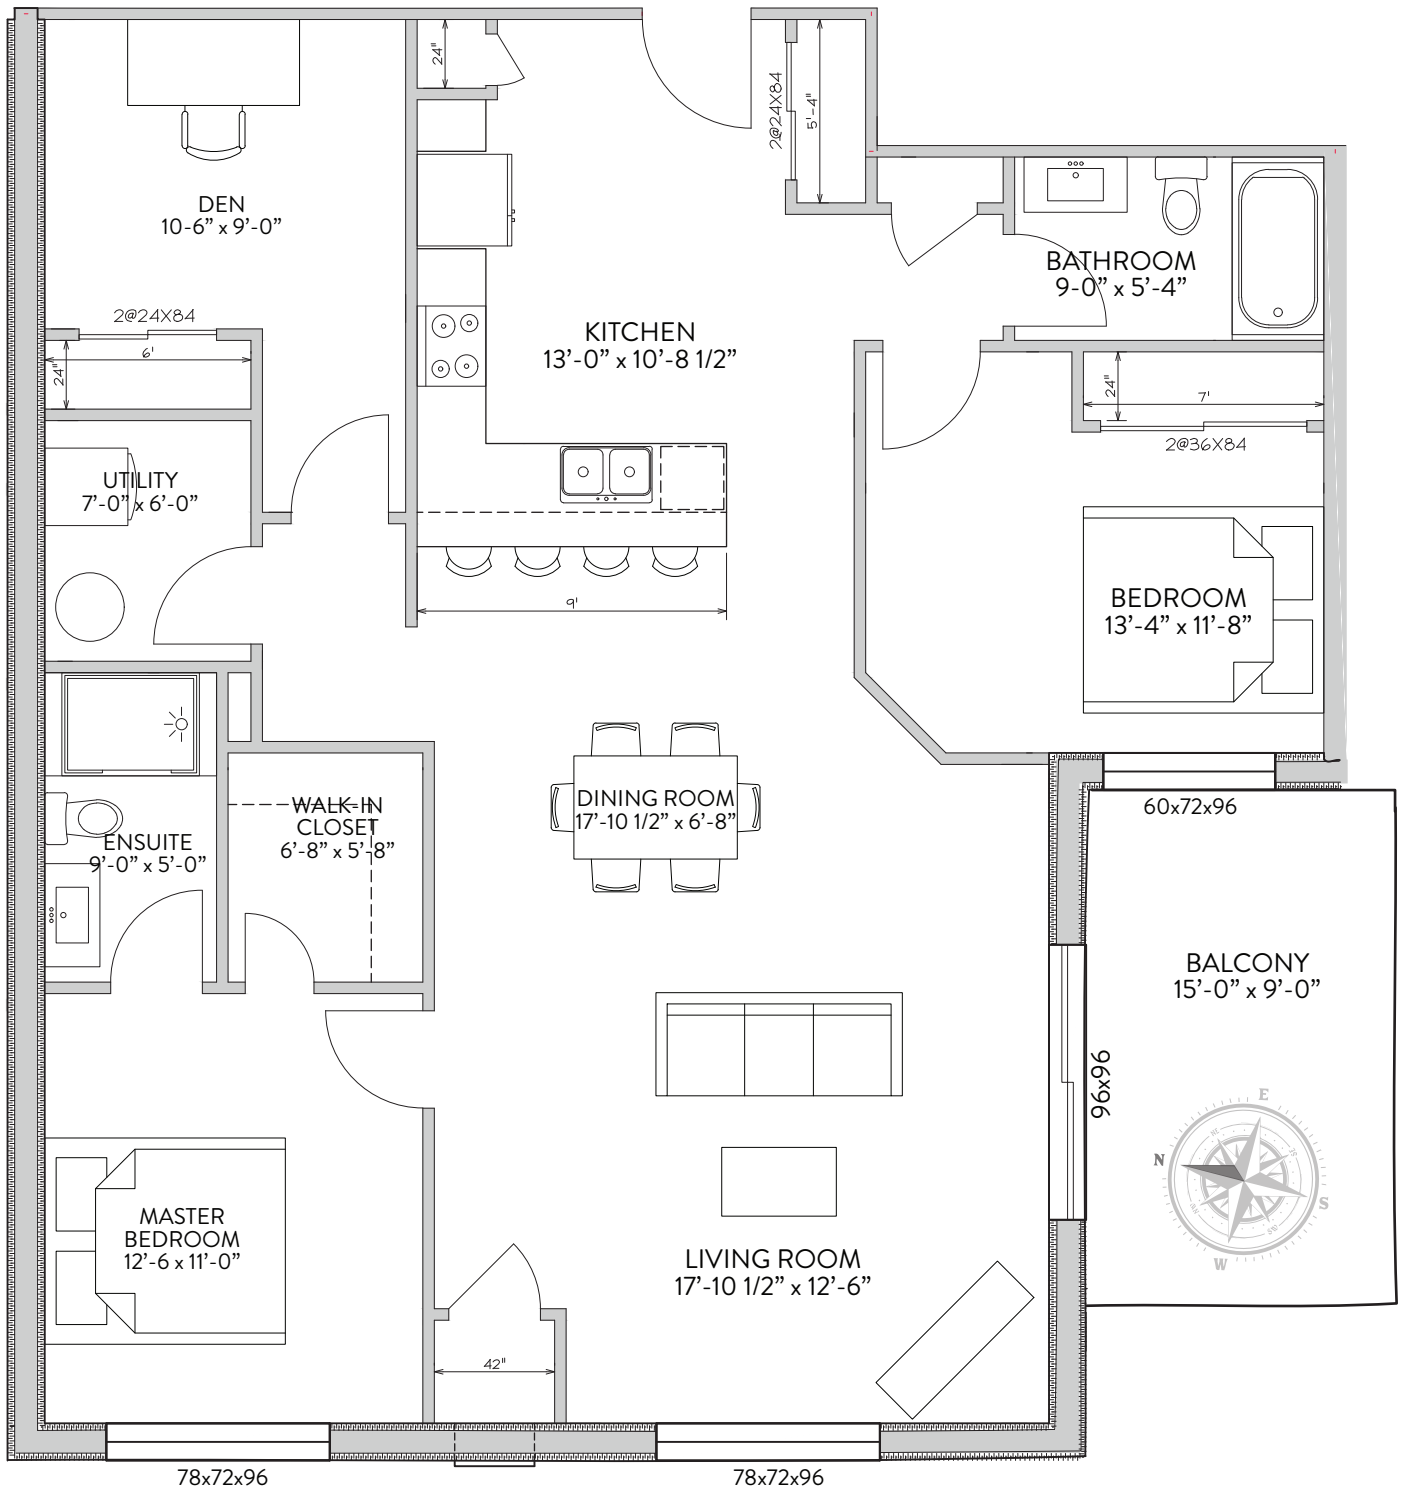 24"
2@24X84
5'-4"
DEN
10-6” x 9’-0”
BATHROOM
9-0” x 5’-4”
2@24X84
6'
24"
KITCHEN
13’-0” x 10’-8 1/2”
24"
7'
2@36X84
UTILITY
7’-0” x 6’-0”
9'
BEDROOM
13’-4” x 11’-8”
DINING ROOM
17’-10 1/2” x 6’-8”
WALK-IN
CLOSET
6’-8” x 5’-8”
ENSUITE
9’-0” x 5’-0”
60x72x96
BALCONY
15’-0” x 9’-0”
96x96
E
N
S
W
NE
SW
MASTER
BEDROOM
12’-6 x 11’-0”
LIVING ROOM
17’-10 1/2” x 12’-6”
42"
78x72x96
78x72x96